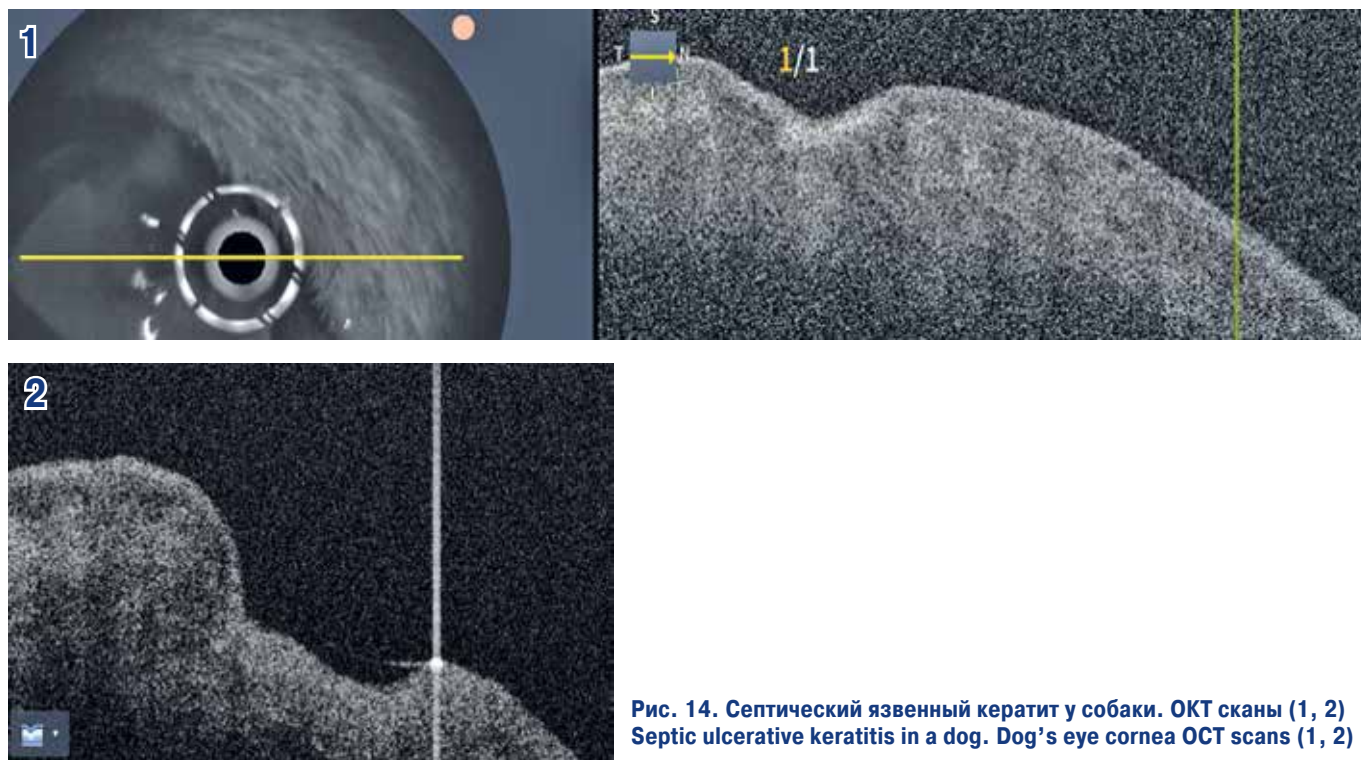 1
S
T N
I
1/1
2
Рис. 14. Септический язвенный кератит у собаки. ОКТ сканы (1, 2)
Septic ulcerative keratitis in a dog. Dog’s eye cornea OCT scans (1, 2)